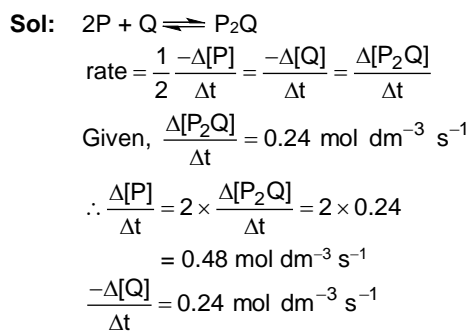 Sol: 2P + Q ⇌ P₂Q
rate = 1/2 −Δ[P]/Δt = −Δ[Q]/Δt = Δ[P₂Q]/Δt
Given, Δ[P₂Q]/Δt = 0.24 mol dm⁻³ s⁻¹
∴ Δ[P]/Δt = 2 × Δ[P₂Q]/Δt = 2 × 0.24
= 0.48 mol dm⁻³ s⁻¹
−Δ[Q]/Δt = 0.24 mol dm⁻³ s⁻¹